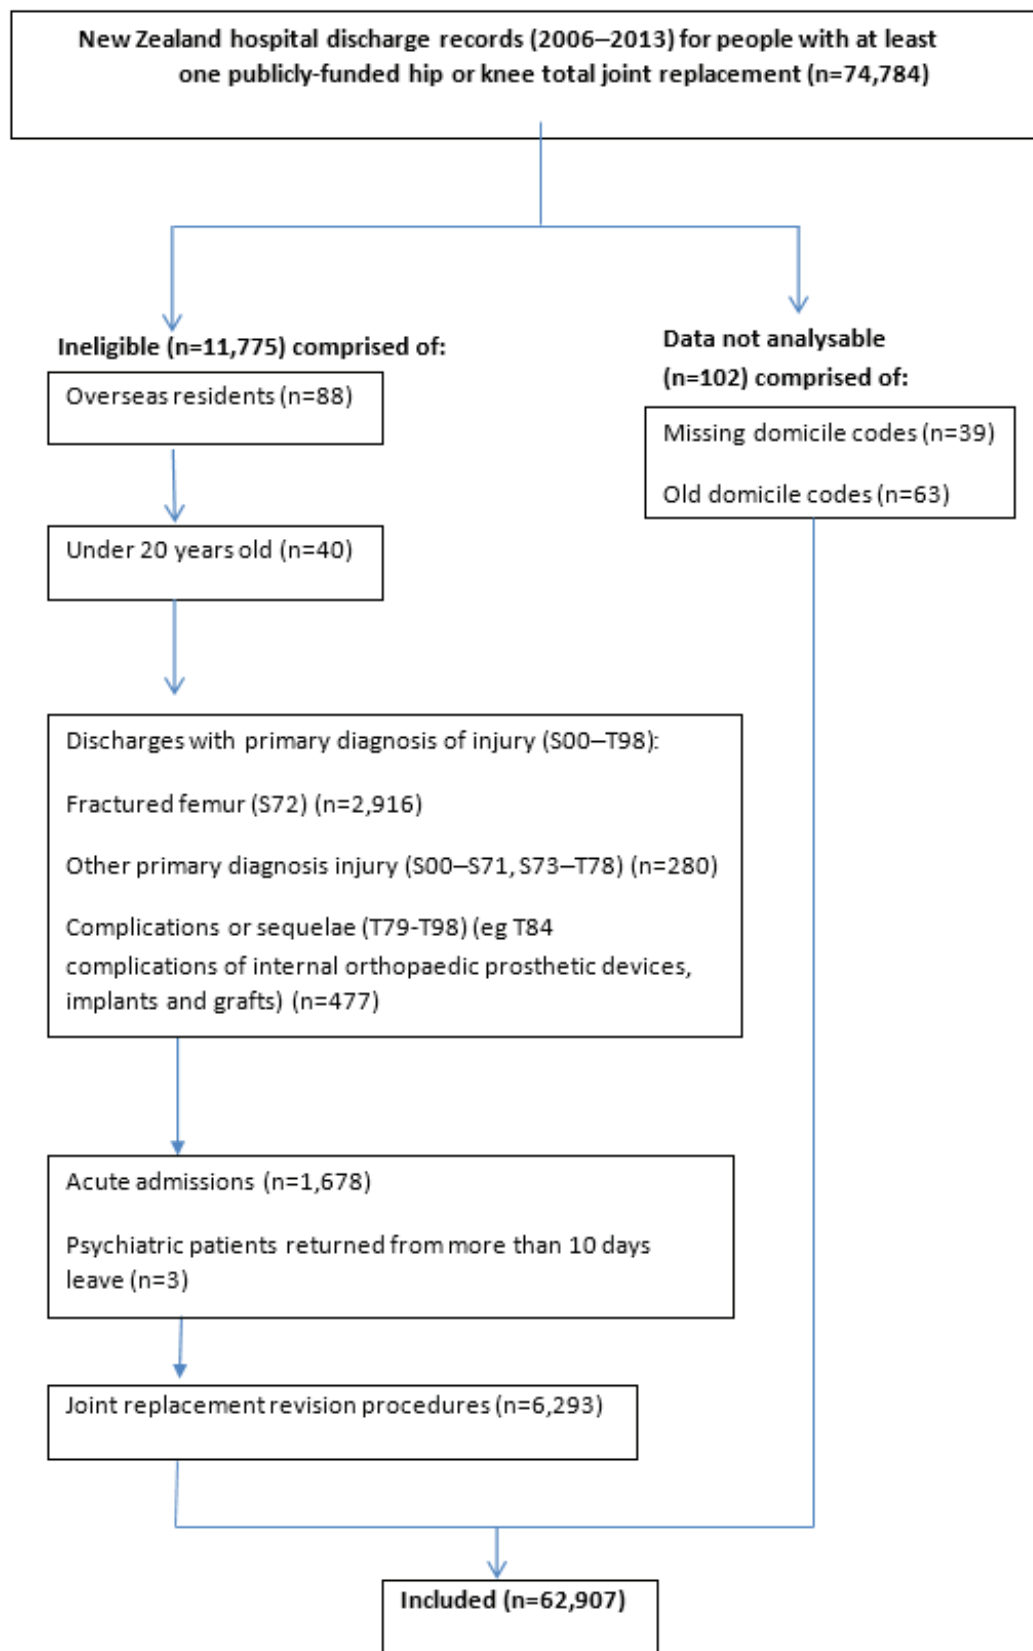 New Zealand hospital discharge records (2006–2013) for people with at least
one publicly-funded hip or knee total joint replacement (n=74,784)
Ineligible (n=11,775) comprised of:
Overseas residents (n=88)
Under 20 years old (n=40)
Discharges with primary diagnosis of injury (S00–T98):
Fractured femur (S72) (n=2,916)
Other primary diagnosis injury (S00–S71, S73–T78) (n=280)
Complications or sequelae (T79-T98) (eg T84
complications of internal orthopaedic prosthetic devices,
implants and grafts) (n=477)
Acute admissions (n=1,678)
Psychiatric patients returned from more than 10 days
leave (n=3)
Joint replacement revision procedures (n=6,293)
Data not analysable
(n=102) comprised of:
Missing domicile codes (n=39)
Old domicile codes (n=63)
Included (n=62,907)